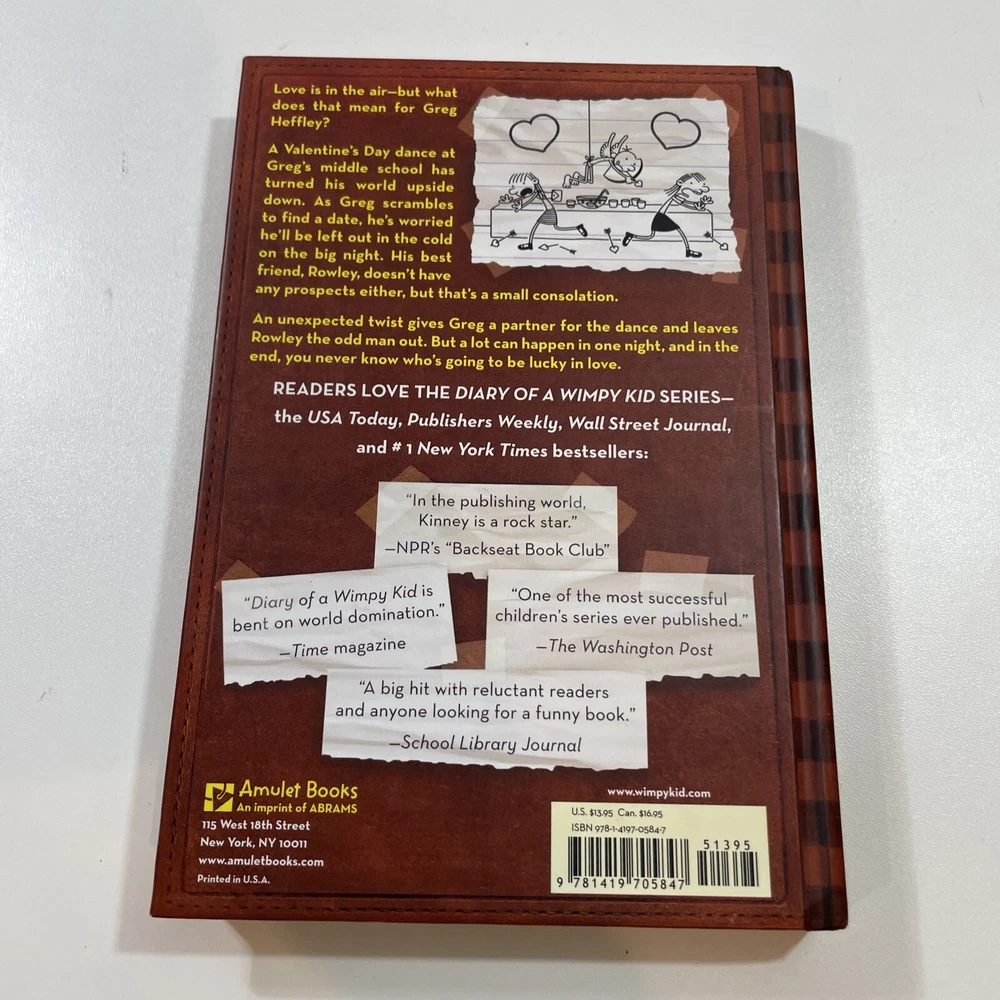 Love is in the air—but what
does that mean for Greg
Heffley?
A Valentine's Day dance at
Greg's middle school has
turned his world upside
down. As Greg scrambles
to find a date, he's worried
he'll be left out in the cold
on the big night. His best
friend, Rowley, doesn't have
any prospects either, but that's a small consolation.
An unexpected twist gives Greg a partner for the dance and leaves
Rowley the odd man out. But a lot can happen in one night, and in the
end, you never know who's going to be lucky in love.
READERS LOVE THE DIARY OF A WIMPY KID SERIES—
the USA Today, Publishers Weekly, Wall Street Journal,
and #1 New York Times bestsellers:
“In the publishing world,
Kinney is a rock star.”
—NPR's “Backseat Book Club”
“Diary of a Wimpy Kid is
bent on world domination.”
—Time magazine
“One of the most successful
children's series ever published.”
—The Washington Post
“A big hit with reluctant readers
and anyone looking for a funny book.”
—School Library Journal
Amulet Books
An imprint of ABRAMS
115 West 18th Street
New York, NY 10011
www.amuletbooks.com
Printed in U.S.A.
www.wimpykid.com
U.S. $13.95 Can. $16.95
ISBN 978-1-4197-0584-7
51395
9 781419 705847